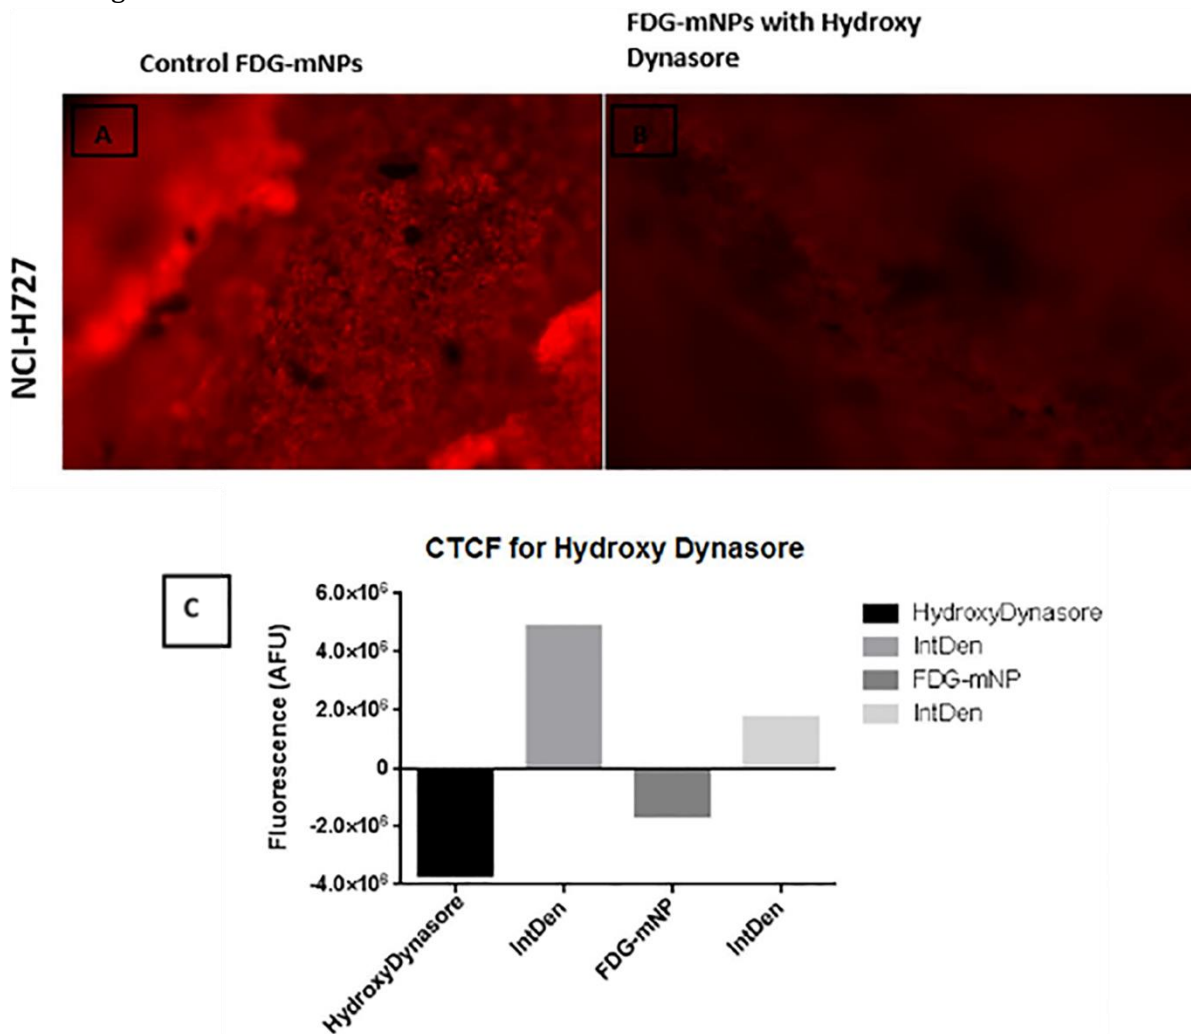 FDG-mNPs with Hydroxy
Dynasore
Control FDG-mNPs
A
B
NCI-H727
CTCF for Hydroxy Dynasore
C
6.0×10⁶
4.0×10⁶
2.0×10⁶
0
-2.0×10⁶
-4.0×10⁶
Fluorescence (AFU)
HydroxyDynasore
IntDen
FDG-mNP
IntDen
HydroxyDynasore
IntDen
FDG-mNP
IntDen